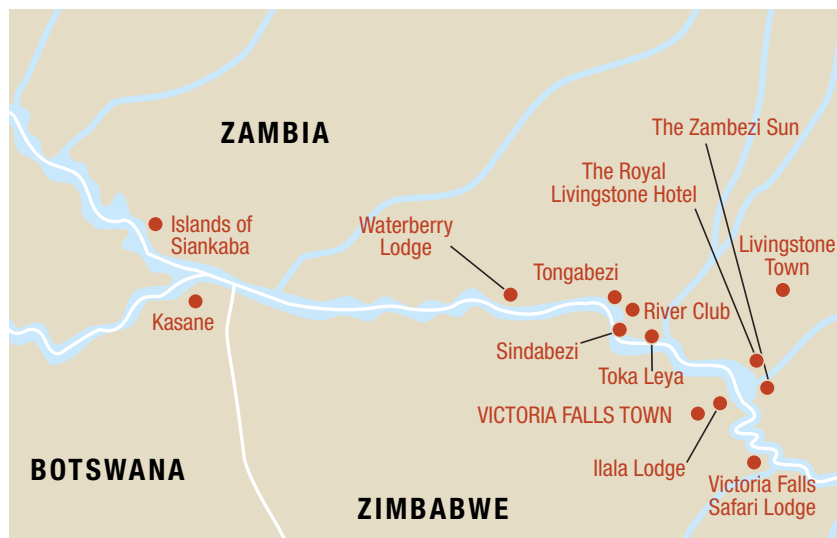 The Zambezi Sun
ZAMBIA
The Royal
Livingstone Hotel
Islands of
Siankaba
Waterberry
Lodge
Livingstone
Town
Tongabezi
River Club
Kasane
Sindabezi
Toka Leya
VICTORIA FALLS TOWN
BOTSWANA
Ilala Lodge
Victoria Falls
Safari Lodge
ZIMBABWE